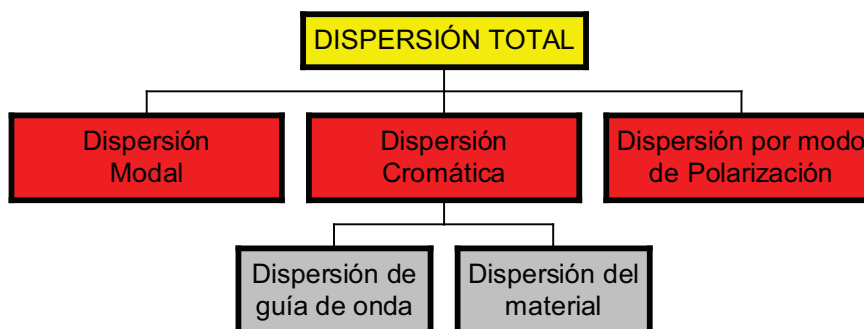 DISPERSIÓN TOTAL
Dispersión
Modal
Dispersión
Cromática
Dispersión por modo
de Polarización
Dispersión de
guía de onda
Dispersión del
material